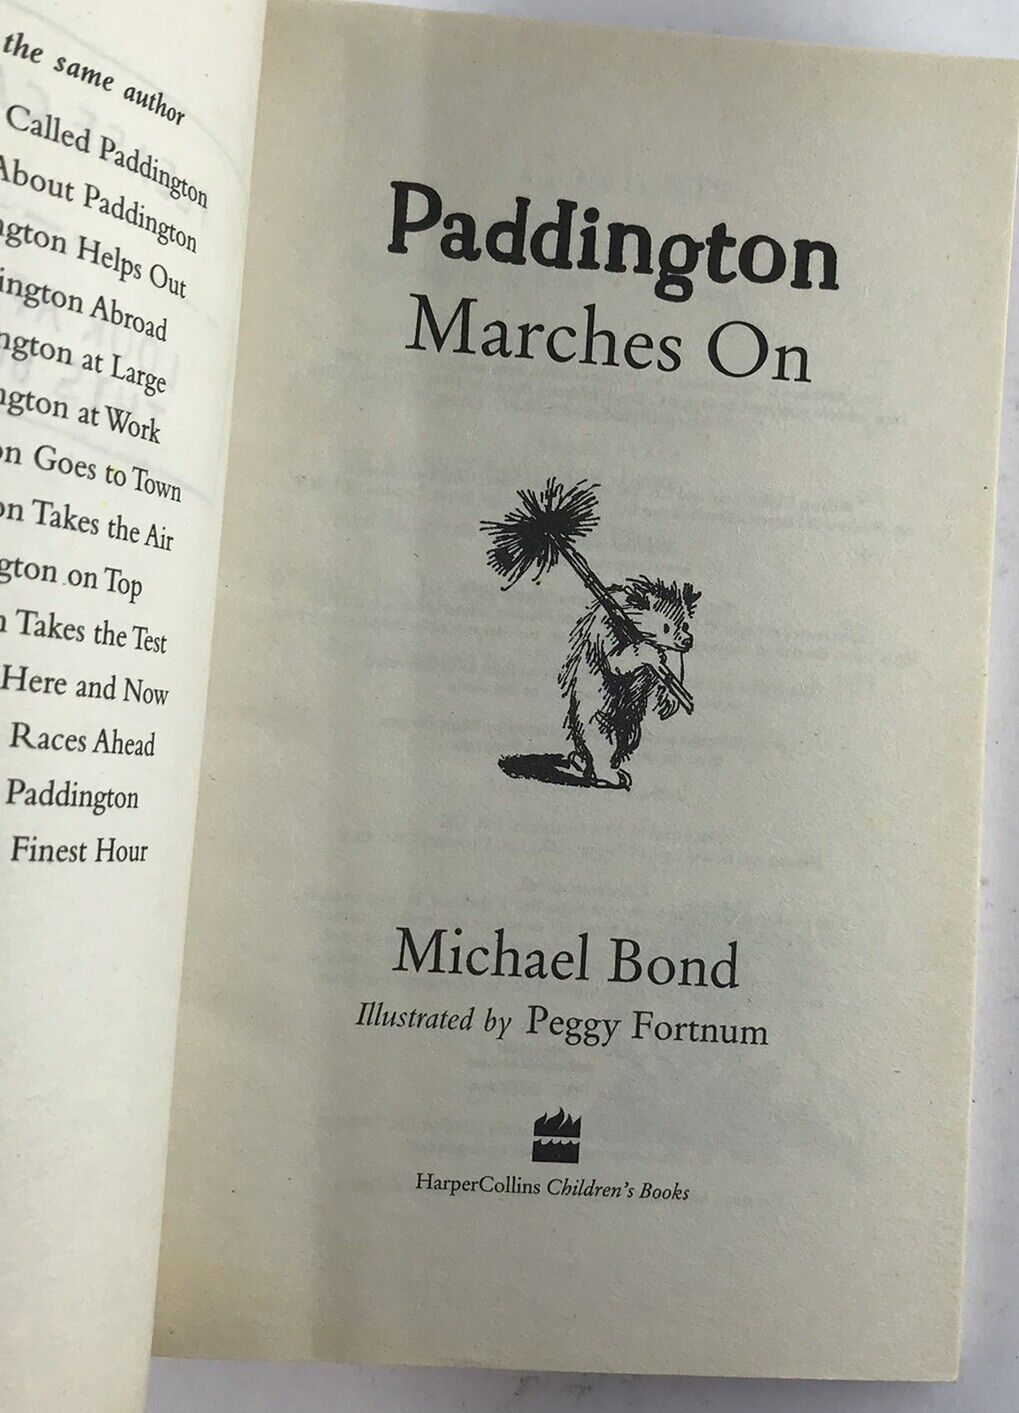 the same author
Called Paddington
About Paddington
ngton Helps Out
ington Abroad
ngton at Large
ngton at Work
on Goes to Town
on Takes the Air
gton on Top
n Takes the Test
Here and Now
Races Ahead
Paddington
Finest Hour
Paddington
Marches On
Michael Bond
Illustrated by Peggy Fortnum
HarperCollins Children's Books